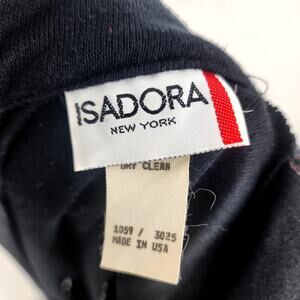 ISADORA
NEW YORK
DRY CLEAN
1059/ 3025
MADE IN USA